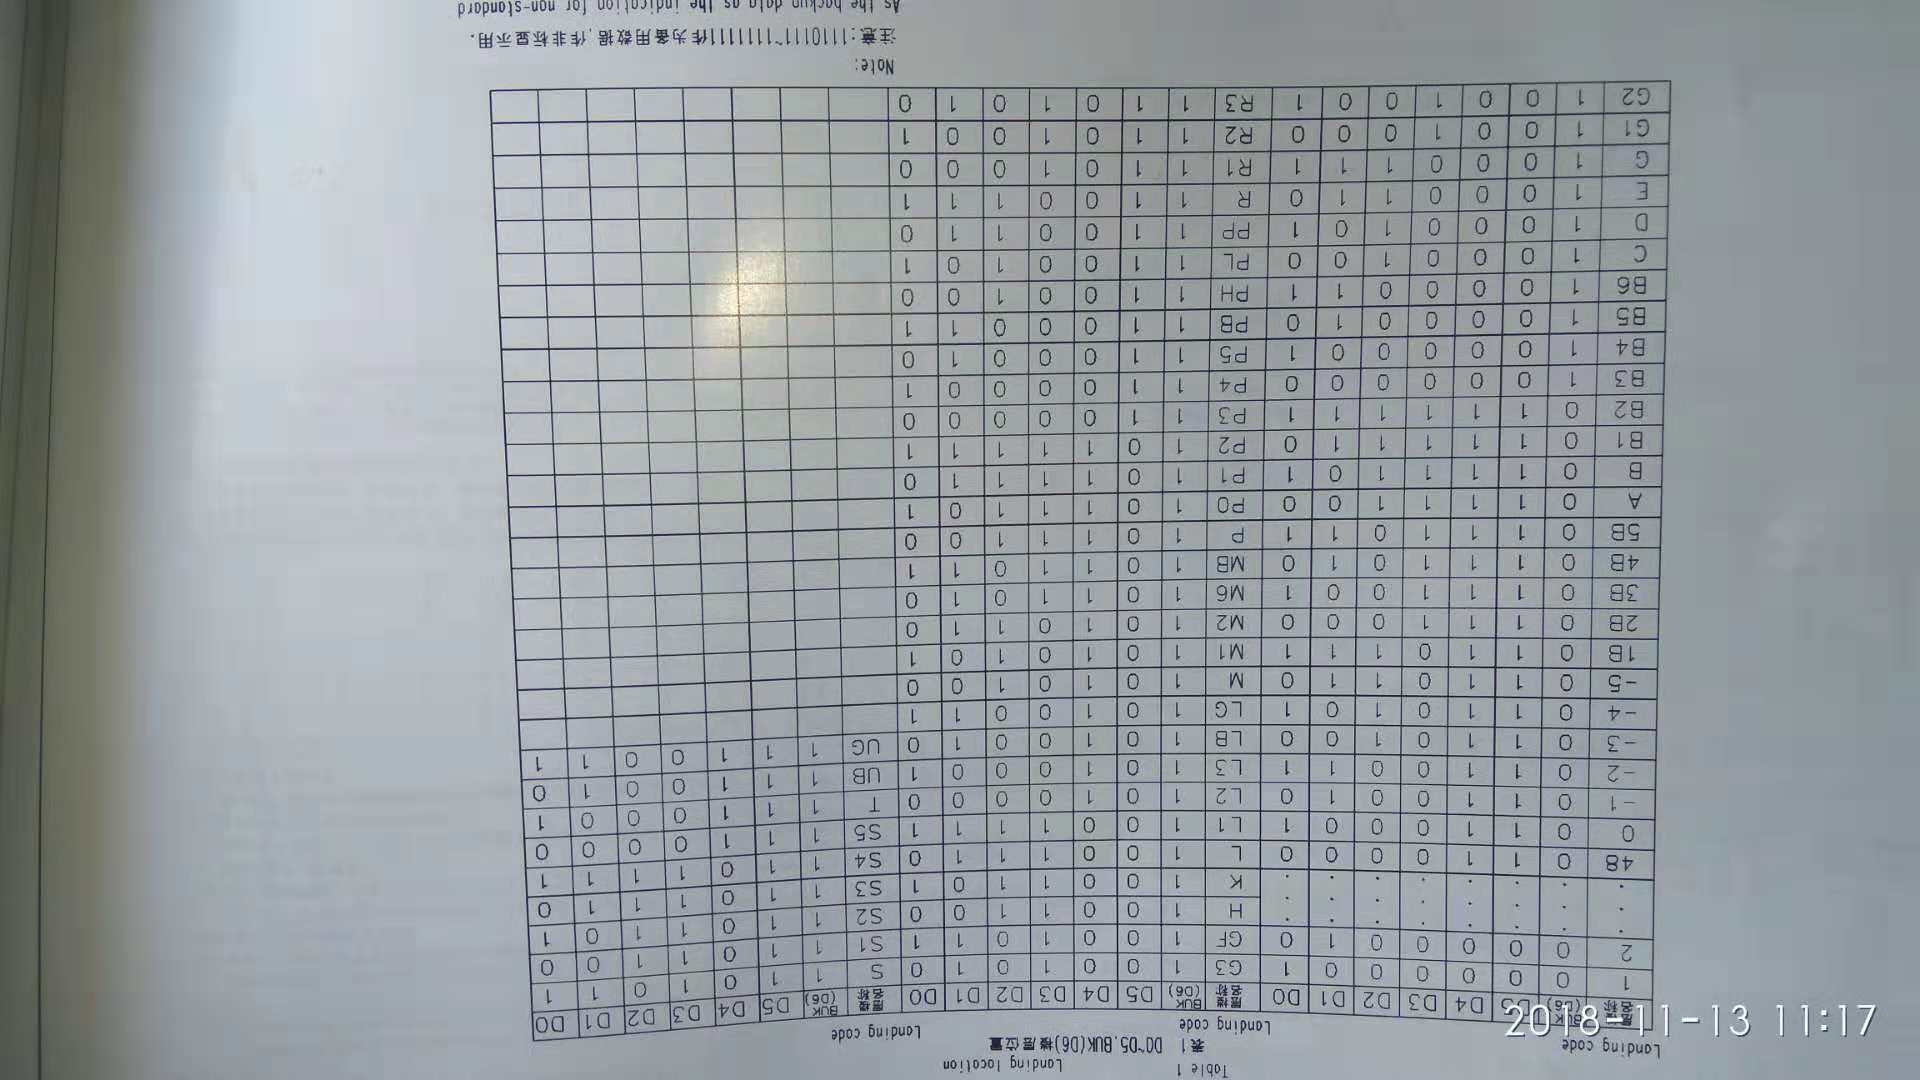 Table 1 Landing location
表1 D0~D5.BUK(D6)楼层位置
2018-11-13 11:17
Landing code Landing code Landing code
层楼名称 BUK(D6) D5 D4 D3 D2 D1 D0 层楼名称 BUK(D6) D5 D4 D3 D2 D1 D0 层楼名称 BUK(D6) D5 D4 D3 D2 D1 D0
1 0 0 0 0 0 0 1 G3 1 0 0 1 0 1 0 S 1 1 0 1 0 1 1
2 0 0 0 0 0 1 0 GF 1 0 0 1 0 1 1 S1 1 1 0 1 1 0 0
. . . . . . . . H 1 0 0 1 1 0 0 S2 1 1 0 1 1 0 1
. . . . . . . . K 1 0 0 1 1 0 1 S3 1 1 0 1 1 1 0
48 0 1 1 0 0 0 0 L 1 0 0 1 1 1 0 S4 1 1 0 1 1 1 1
0 0 1 1 0 0 0 1 L1 1 0 0 1 1 1 1 S5 1 1 1 0 0 0 0
-1 0 1 1 0 0 1 0 L2 1 0 1 0 0 0 0 T 1 1 1 0 0 0 1
-2 0 1 1 0 0 1 1 L3 1 0 1 0 0 0 1 UB 1 1 1 0 0 1 0
-3 0 1 1 0 1 0 0 LB 1 0 1 0 0 1 0 UG 1 1 1 0 0 1 1
-4 0 1 1 0 1 0 1 LG 1 0 1 0 0 1 1
-5 0 1 1 0 1 1 0 M 1 0 1 0 1 0 0
1B 0 1 1 0 1 1 1 M1 1 0 1 0 1 0 1
2B 0 1 1 1 0 0 0 M2 1 0 1 0 1 1 0
3B 0 1 1 1 0 0 1 M6 1 0 1 1 0 1 0
4B 0 1 1 1 0 1 0 MB 1 0 1 1 0 1 1
5B 0 1 1 1 0 1 1 P 1 0 1 1 1 0 0
A 0 1 1 1 1 0 0 P0 1 0 1 1 1 0 1
B 0 1 1 1 1 0 1 P1 1 0 1 1 1 1 0
B1 0 1 1 1 1 1 0 P2 1 0 1 1 1 1 1
B2 0 1 1 1 1 1 1 P3 1 1 0 0 0 0 0
B3 1 0 0 0 0 0 0 P4 1 1 0 0 0 0 1
B4 1 0 0 0 0 0 1 P5 1 1 0 0 0 1 0
B5 1 0 0 0 0 1 0 PB 1 1 0 0 0 1 1
B6 1 0 0 0 0 1 1 PH 1 1 0 0 1 0 0
C 1 0 0 0 1 0 0 PL 1 1 0 0 1 0 1
D 1 0 0 0 1 0 1 PP 1 1 0 0 1 1 0
E 1 0 0 0 1 1 0 R 1 1 0 0 1 1 1
G 1 0 0 0 1 1 1 R1 1 1 0 1 0 0 0
G1 1 0 0 1 0 0 0 R2 1 1 0 1 0 0 1
G2 1 0 0 1 0 0 1 R3 1 1 0 1 0 1 0
Note:
注意:1110111~1111111作为备用数据,作非标显示用.
As the backup data as the indication for non-standard